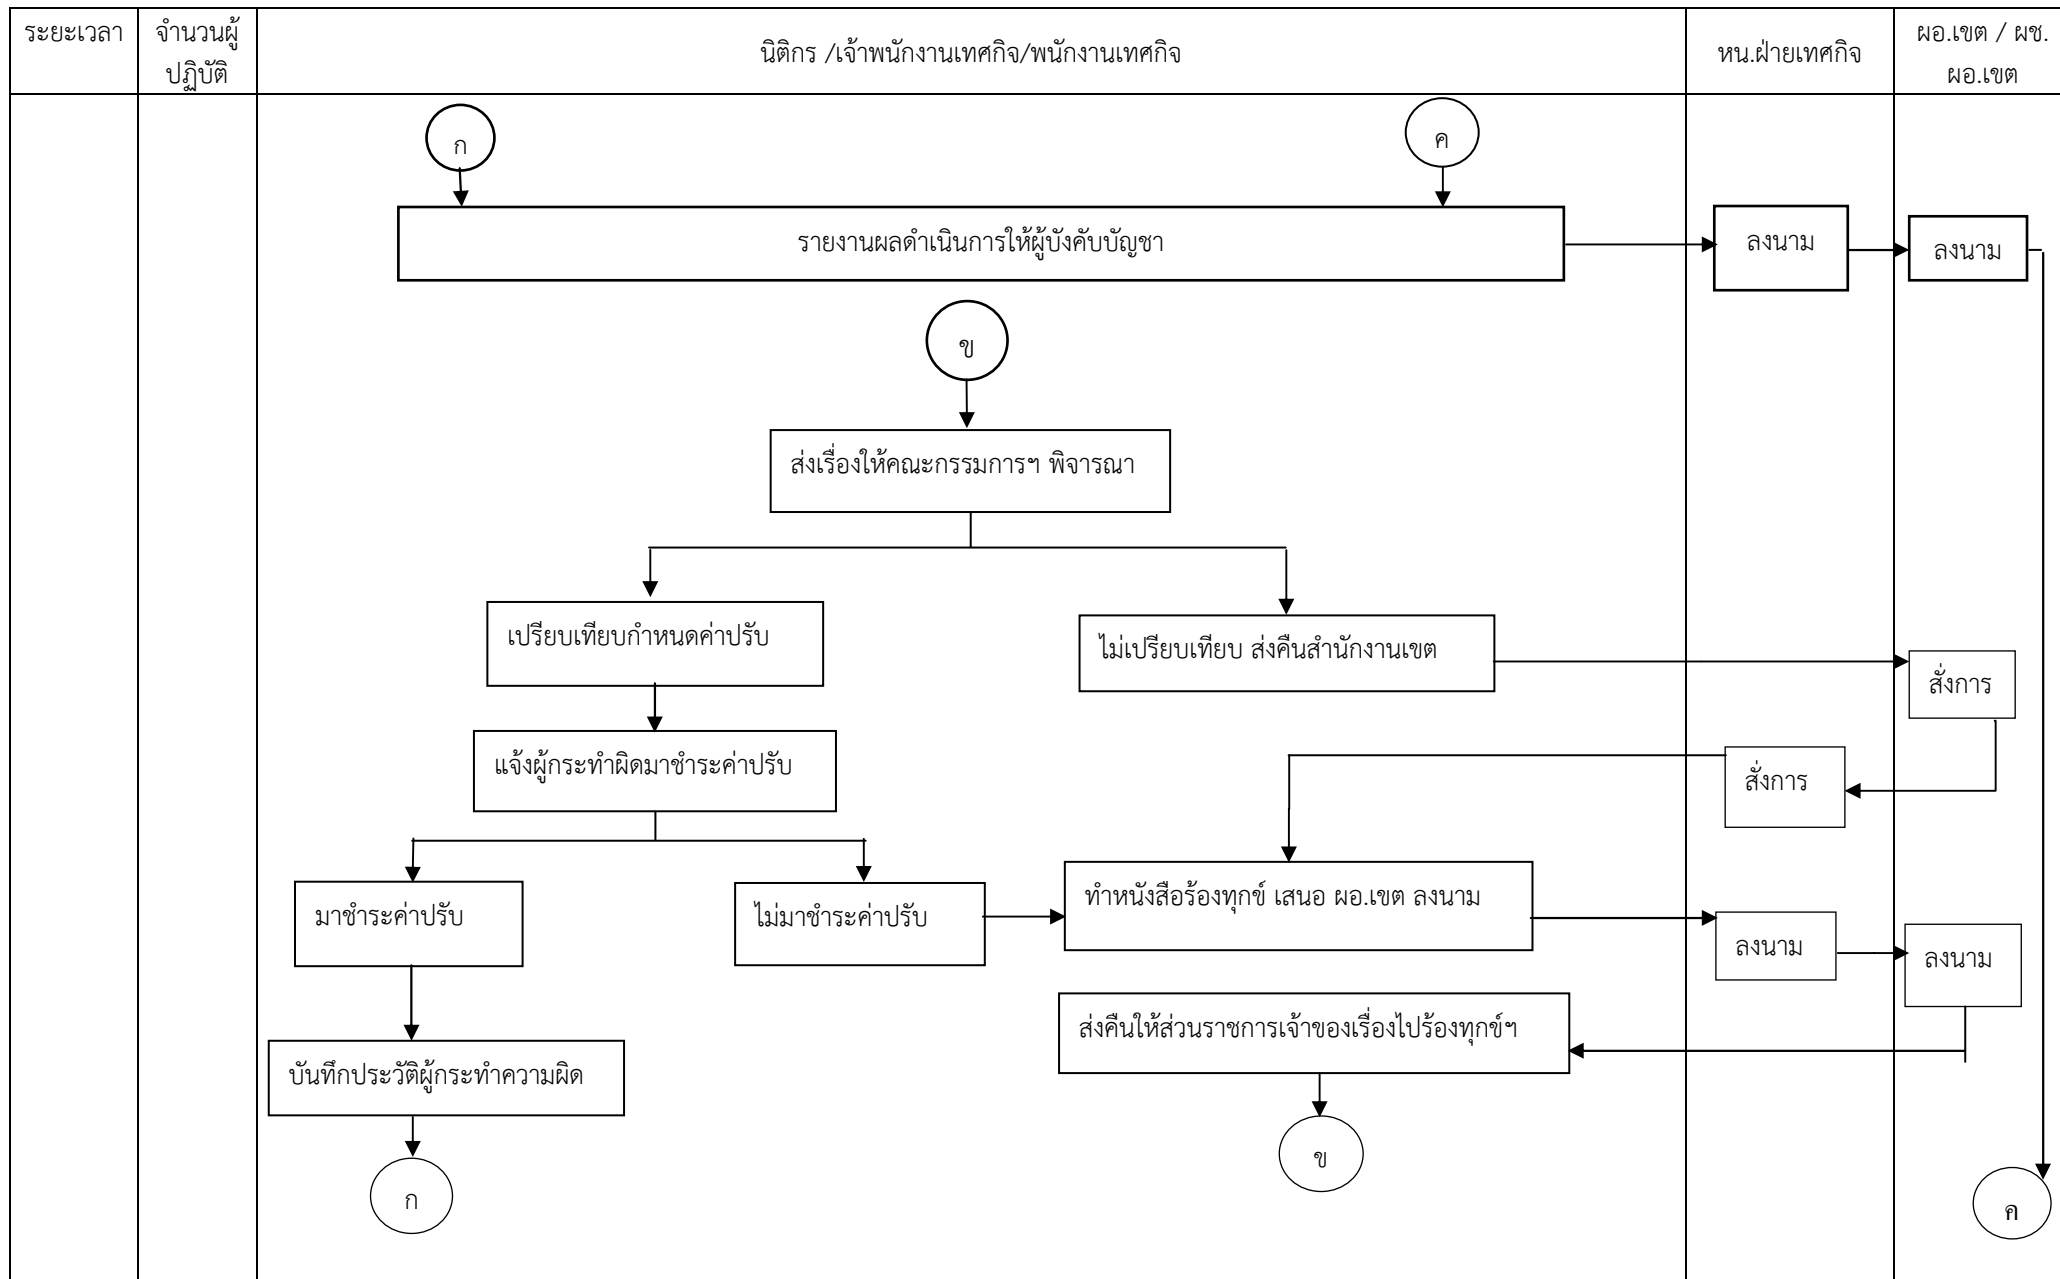 ระยะเวลา
จำนวนผู้
ปฏิบัติ
นิติกร /เจ้าพนักงานเทศกิจ/พนักงานเทศกิจ
หน.ฝ่ายเทศกิจ
ผอ.เขต / ผช.
ผอ.เขต
ก
ค
รายงานผลดำเนินการให้ผู้บังคับบัญชา
ลงนาม
ลงนาม
ข
ส่งเรื่องให้คณะกรรมการฯ พิจารณา
เปรียบเทียบกำหนดค่าปรับ
ไม่เปรียบเทียบ ส่งคืนสำนักงานเขต
สั่งการ
แจ้งผู้กระทำผิดมาชำระค่าปรับ
สั่งการ
มาชำระค่าปรับ
ไม่มาชำระค่าปรับ
ทำหนังสือร้องทุกข์ เสนอ ผอ.เขต ลงนาม
ลงนาม
ลงนาม
ส่งคืนให้ส่วนราชการเจ้าของเรื่องไปร้องทุกข์ฯ
บันทึกประวัติผู้กระทำความผิด
ข
ก
ค